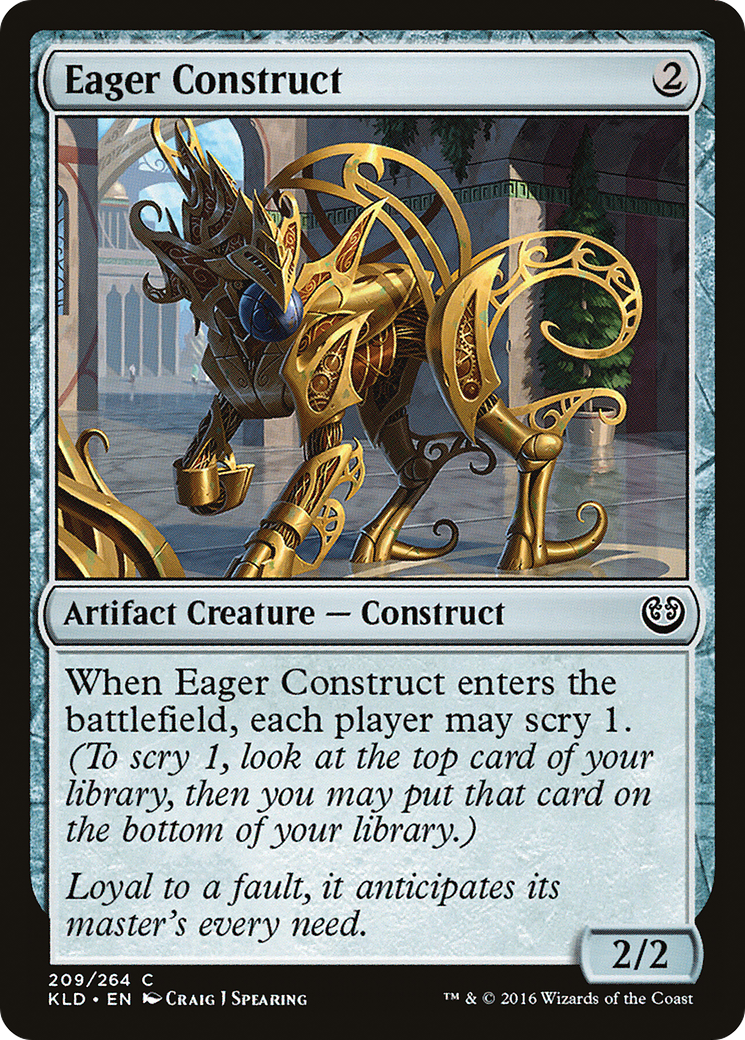 Eager Construct
2
Artifact Creature — Construct
When Eager Construct enters the
battlefield, each player may scry 1.
(To scry 1, look at the top card of your
library, then you may put that card on
the bottom of your library.)
Loyal to a fault, it anticipates its
master's every need.
2/2
209/264 C
KLD • EN Craig J Spearing
™ & © 2016 Wizards of the Coast